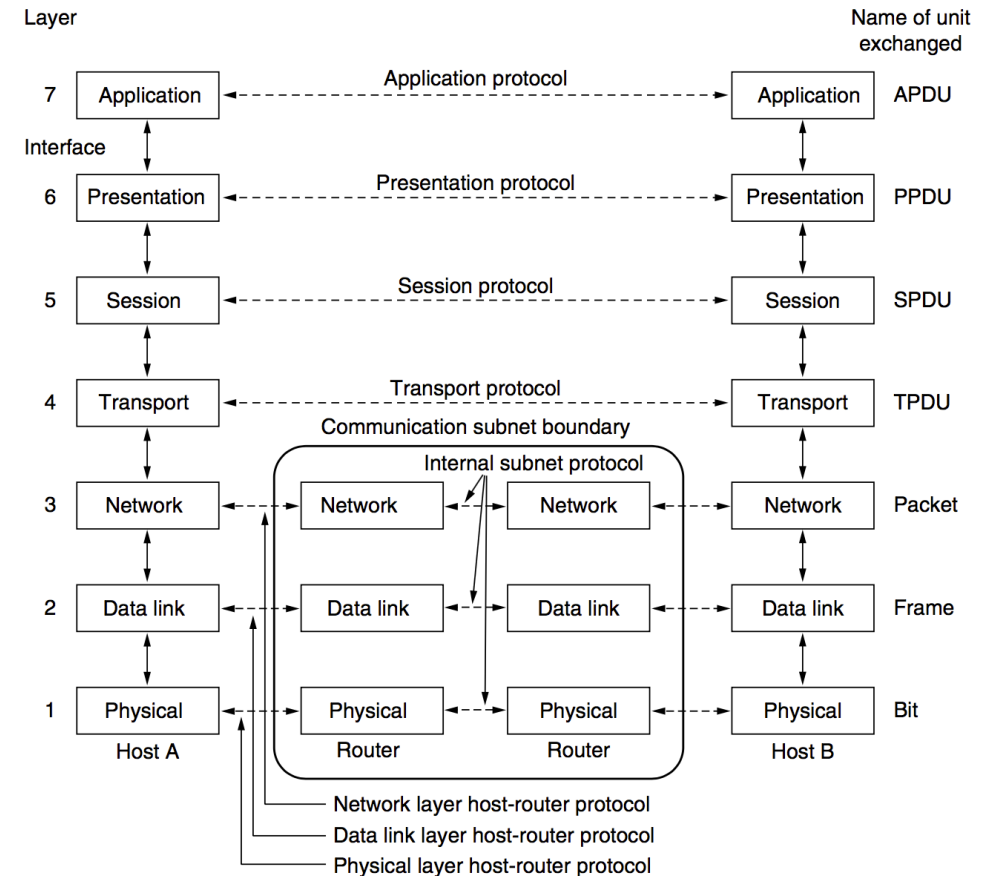 Layer
Name of unit
exchanged
Application protocol
7
Application
Application
APDU
Interface
Presentation protocol
6
Presentation
Presentation
PPDU
Session protocol
5
Session
Session
SPDU
Transport protocol
4
Transport
Transport
TPDU
Communication subnet boundary
Internal subnet protocol
3
Network
Network
Network
Network
Packet
2
Data link
Data link
Data link
Data link
Frame
1
Physical
Physical
Physical
Physical
Bit
Host A
Router
Router
Host B
Network layer host-router protocol
Data link layer host-router protocol
Physical layer host-router protocol